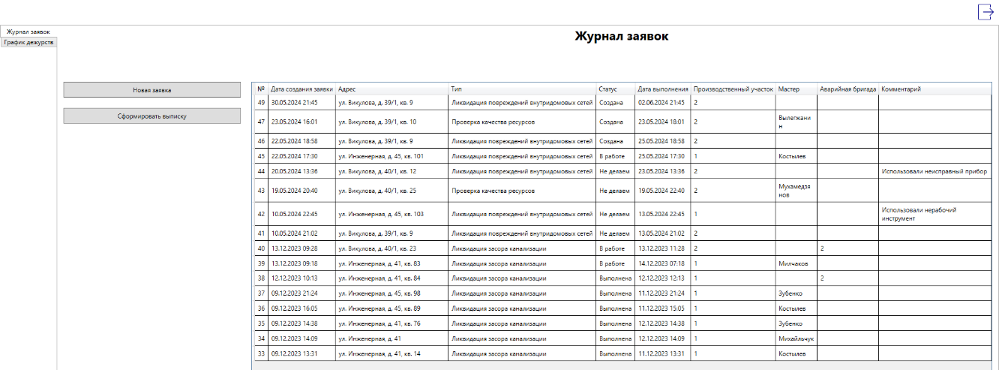 Журнал заявок
График дежурств
Журнал заявок
Новая заявка
Сформировать выписку
№ Дата создания заявки Адрес Тип Статус Дата выполнения Производственный участок Мастер Аварийная бригада Комментарий
49 30.05.2024 21:45 ул. Викулова, д. 39/1, кв. 9 Ликвидация повреждений внутридомовых сетей Создана 02.06.2024 21:45 2
47 23.05.2024 16:01 ул. Викулова, д. 39/1, кв. 10 Проверка качества ресурсов Создана 23.05.2024 18:01 2 Вылегжани
н
46 22.05.2024 18:58 ул. Викулова, д. 39/1, кв. 9 Ликвидация повреждений внутридомовых сетей Создана 25.05.2024 18:58 2
45 22.05.2024 17:30 ул. Инженерная, д. 45, кв. 101 Ликвидация повреждений внутридомовых сетей В работе 25.05.2024 17:30 1 Костылев
44 20.05.2024 13:36 ул. Викулова, д. 40/1, кв. 12 Ликвидация повреждений внутридомовых сетей Не делаем 23.05.2024 13:36 2 Использовали неисправный прибор
43 19.05.2024 20:40 ул. Викулова, д. 40/1, кв. 25 Проверка качества ресурсов Не делаем 19.05.2024 22:40 2 Мухамедзя
нов
42 10.05.2024 22:45 ул. Инженерная, д. 45, кв. 103 Ликвидация повреждений внутридомовых сетей Не делаем 13.05.2024 22:45 1 Использовали нерабочий
инструмент
41 10.05.2024 21:02 ул. Викулова, д. 39/1, кв. 9 Ликвидация повреждений внутридомовых сетей Не делаем 13.05.2024 21:02 2
40 13.12.2023 09:28 ул. Викулова, д. 40/1, кв. 23 Ликвидация засора канализации В работе 13.12.2023 11:28 2 2
39 13.12.2023 09:18 ул. Инженерная, д. 41, кв. 83 Ликвидация засора канализации В работе 14.12.2023 07:18 1 Милчаков
38 12.12.2023 10:13 ул. Инженерная, д. 41, кв. 84 Ликвидация засора канализации Выполнена 12.12.2023 12:13 1 2
37 09.12.2023 21:24 ул. Инженерная, д. 45, кв. 98 Ликвидация засора канализации Выполнена 11.12.2023 21:24 1 Зубенко
36 09.12.2023 16:05 ул. Инженерная, д. 45, кв. 89 Ликвидация засора канализации Выполнена 11.12.2023 15:05 1 Костылев
35 09.12.2023 14:38 ул. Инженерная, д. 41, кв. 76 Ликвидация засора канализации Выполнена 12.12.2023 14:38 1 Зубенко
34 09.12.2023 14:09 ул. Инженерная, д. 41 Ликвидация засора канализации Выполнена 12.12.2023 14:09 1 Михайльчук
33 09.12.2023 13:31 ул. Инженерная, д. 41, кв. 14 Ликвидация засора канализации Выполнена 11.12.2023 13:31 1 Костылев